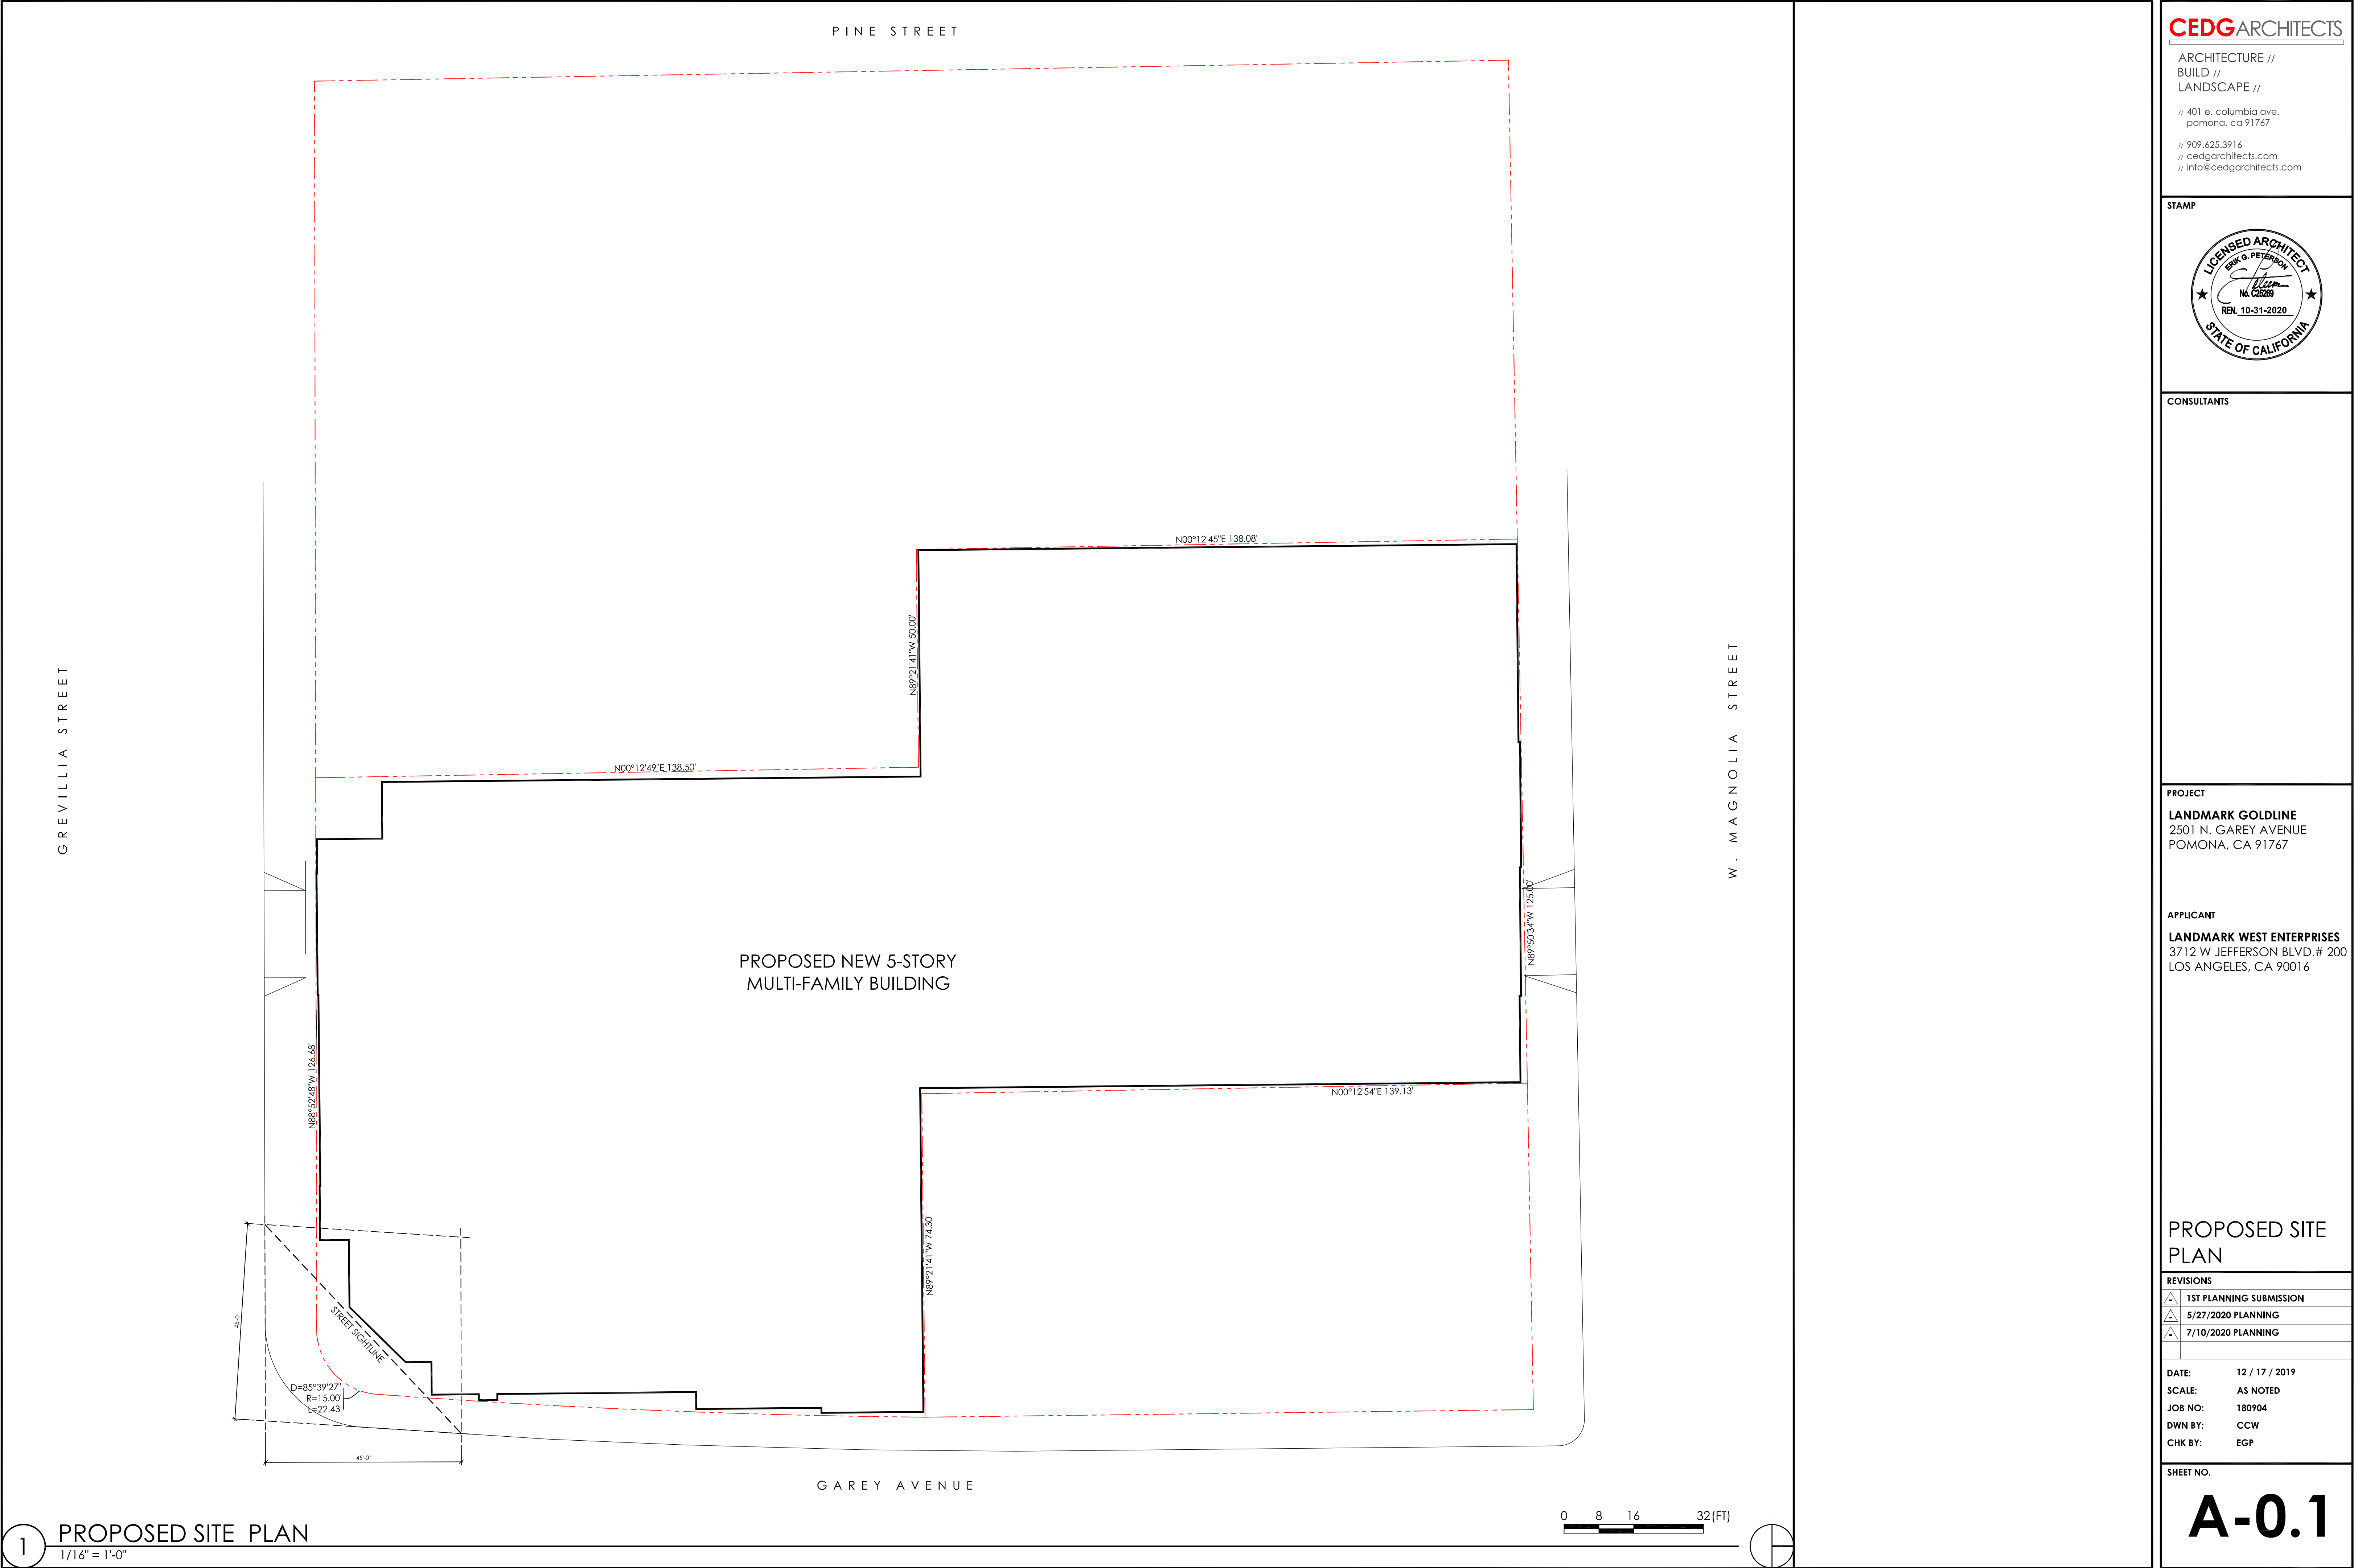 PINE STREET
N00°12'45"E 138.08'
N89°21'41"W 50.00'
N00°12'49"E 138.50'
GREVILLIA STREET
W. MAGNOLIA STREET
N89°50'34"W 125.00'
PROPOSED NEW 5-STORY
MULTI-FAMILY BUILDING
N88°52'48"W 126.68'
N00°12'54"E 139.13'
N89°21'41"W 74.30'
45'-0"
STREET SIGHTLINE
D=85°39'27"
R=15.00'
L=22.43'
45'-0"
GAREY AVENUE
0 8 16 32(FT)
1
PROPOSED SITE PLAN
1/16" = 1'-0"
CEDGARCHITECTS
ARCHITECTURE //
BUILD //
LANDSCAPE //
// 401 e. columbia ave.
pomona, ca 91767
// 909.625.3916
// cedgarchitects.com
// info@cedgarchitects.com
STAMP
LICENSED ARCHITECT
ERIK G. PETERSON
No. C25269
REN. 10-31-2020
STATE OF CALIFORNIA
CONSULTANTS
PROJECT
LANDMARK GOLDLINE
2501 N. GAREY AVENUE
POMONA, CA 91767
APPLICANT
LANDMARK WEST ENTERPRISES
3712 W JEFFERSON BLVD.# 200
LOS ANGELES, CA 90016
PROPOSED SITE
PLAN
REVISIONS
1ST PLANNING SUBMISSION
5/27/2020 PLANNING
7/10/2020 PLANNING
DATE: 12 / 17 / 2019
SCALE: AS NOTED
JOB NO: 180904
DWN BY: CCW
CHK BY: EGP
SHEET NO.
A-0.1